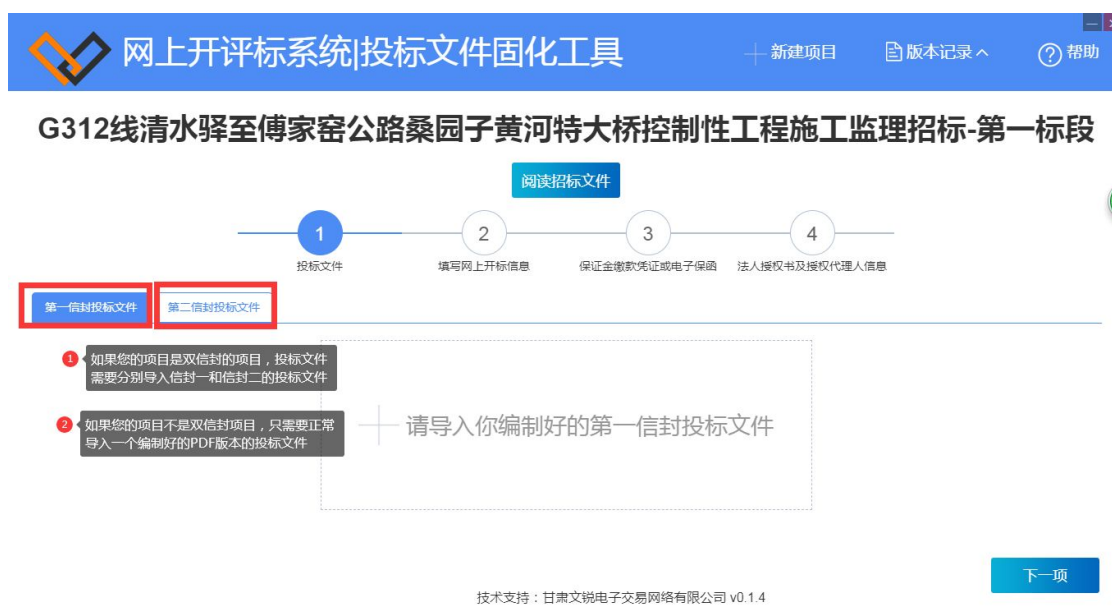 网上开评标系统|投标文件固化工具
新建项目
版本记录
帮助
G312线清水驿至傅家窑公路桑园子黄河特大桥控制性工程施工监理招标-第一标段
阅读招标文件
1
2
3
4
投标文件
填写网上开标信息
保证金缴款凭证或电子保函
法人授权书及授权代理人信息
第一信封投标文件
第二信封投标文件
1 如果您的项目是双信封的项目，投标文件
需要分别导入信封一和信封二的投标文件
2 如果您的项目不是双信封项目，只需要正常
导入一个编制好的PDF版本的投标文件
请导入你编制好的第一信封投标文件
下一项
技术支持：甘肃文锐电子交易网络有限公司 v0.1.4